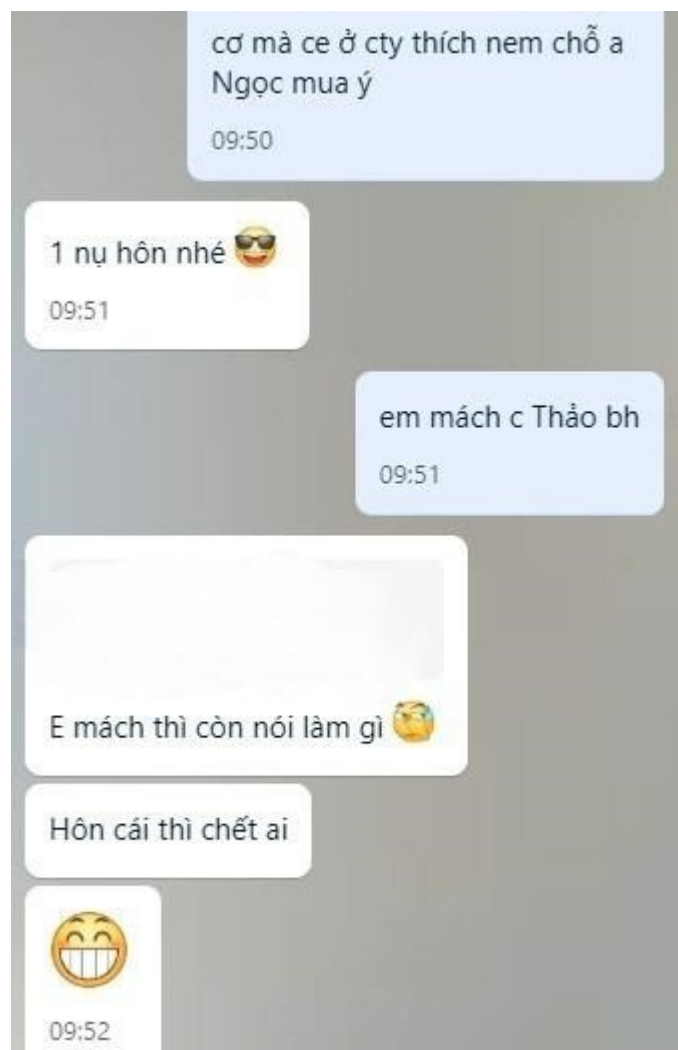 cơ mà ce ở cty thích nem chỗ a
Ngọc mua ý
09:50
1 nụ hôn nhé 😎
09:51
em mách c Thảo bh
09:51
E mách thì còn nói làm gì
Hôn cái thì chết ai
09:52